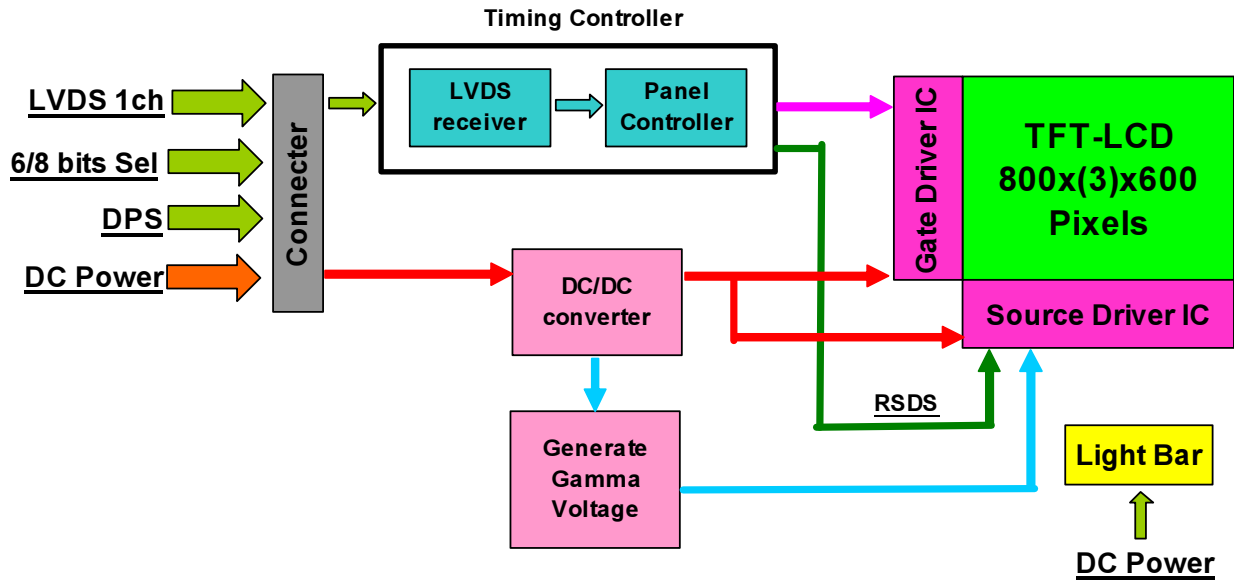 Timing Controller
LVDS 1ch
6/8 bits Sel
DPS
DC Power
Connecter
LVDS
receiver
Panel
Controller
Gate Driver IC
TFT-LCD
800x(3)x600
Pixels
Source Driver IC
DC/DC
converter
RSDS
Generate
Gamma
Voltage
Light Bar
DC Power